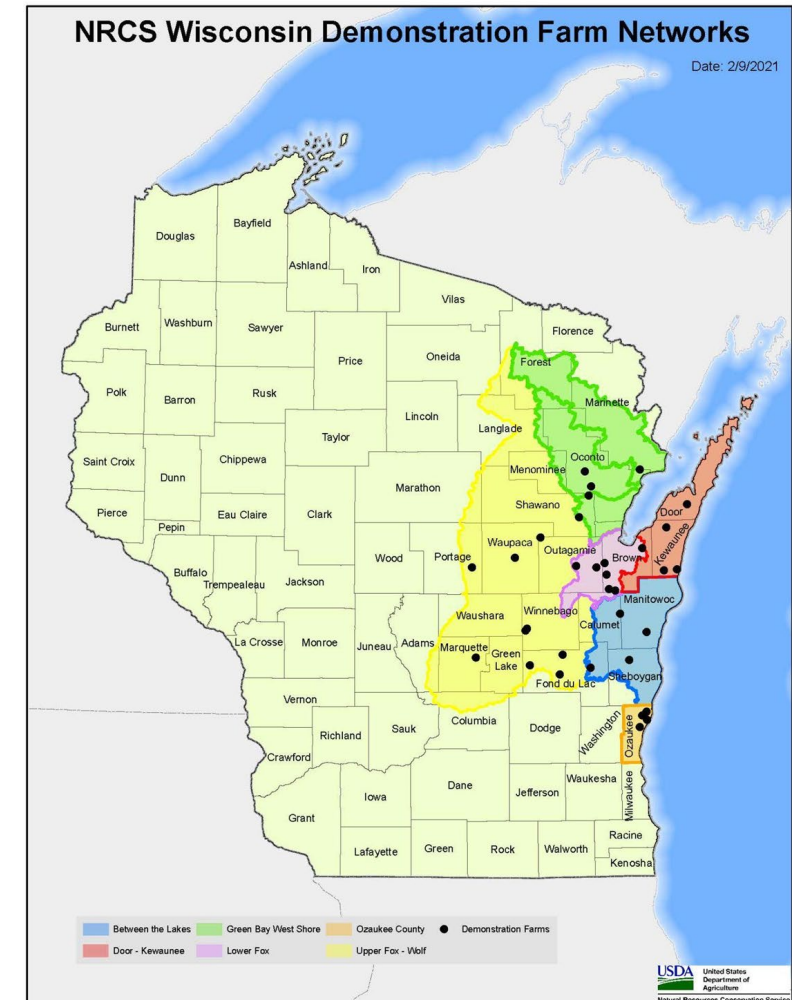 NRCS Wisconsin Demonstration Farm Networks
Date: 2/9/2021
Douglas
Bayfield
Ashland
Iron
Vilas
Burnett
Washburn
Sawyer
Florence
Price
Oneida
Forest
Polk
Barron
Rusk
Marinette
Lincoln
Langlade
Taylor
Oconto
Saint Croix
Chippewa
Menominee
Dunn
Marathon
Shawano
Pierce
Eau Claire
Clark
Door
Pepin
Waupaca
Outagamie
Brown
Kewaunee
Wood
Portage
Buffalo
Trempealeau
Jackson
Manitowoc
Waushara
Winnebago
Calumet
La Crosse
Monroe
Juneau
Adams
Marquette
Green
Lake
Sheboygan
Fond du Lac
Vernon
Columbia
Dodge
Washington
Ozaukee
Richland
Sauk
Crawford
Waukesha
Milwaukee
Dane
Jefferson
Iowa
Grant
Racine
Lafayette
Green
Rock
Walworth
Kenosha
Between the Lakes
Green Bay West Shore
Ozaukee County
Demonstration Farms
Door - Kewaunee
Lower Fox
Upper Fox - Wolf
USDA
United States
Department of
Agriculture
Natural Resources Conservation Service